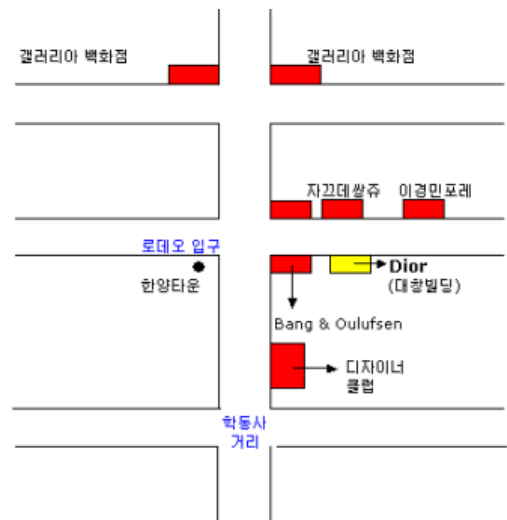 갤러리아 백화점
갤러리아 백화점
자끄데쌍쥬
이경민포레
로데오 입구
한양타운
Dior
(대창빌딩)
Bang & Oulufsen
디자이너
클럽
학동사
거리